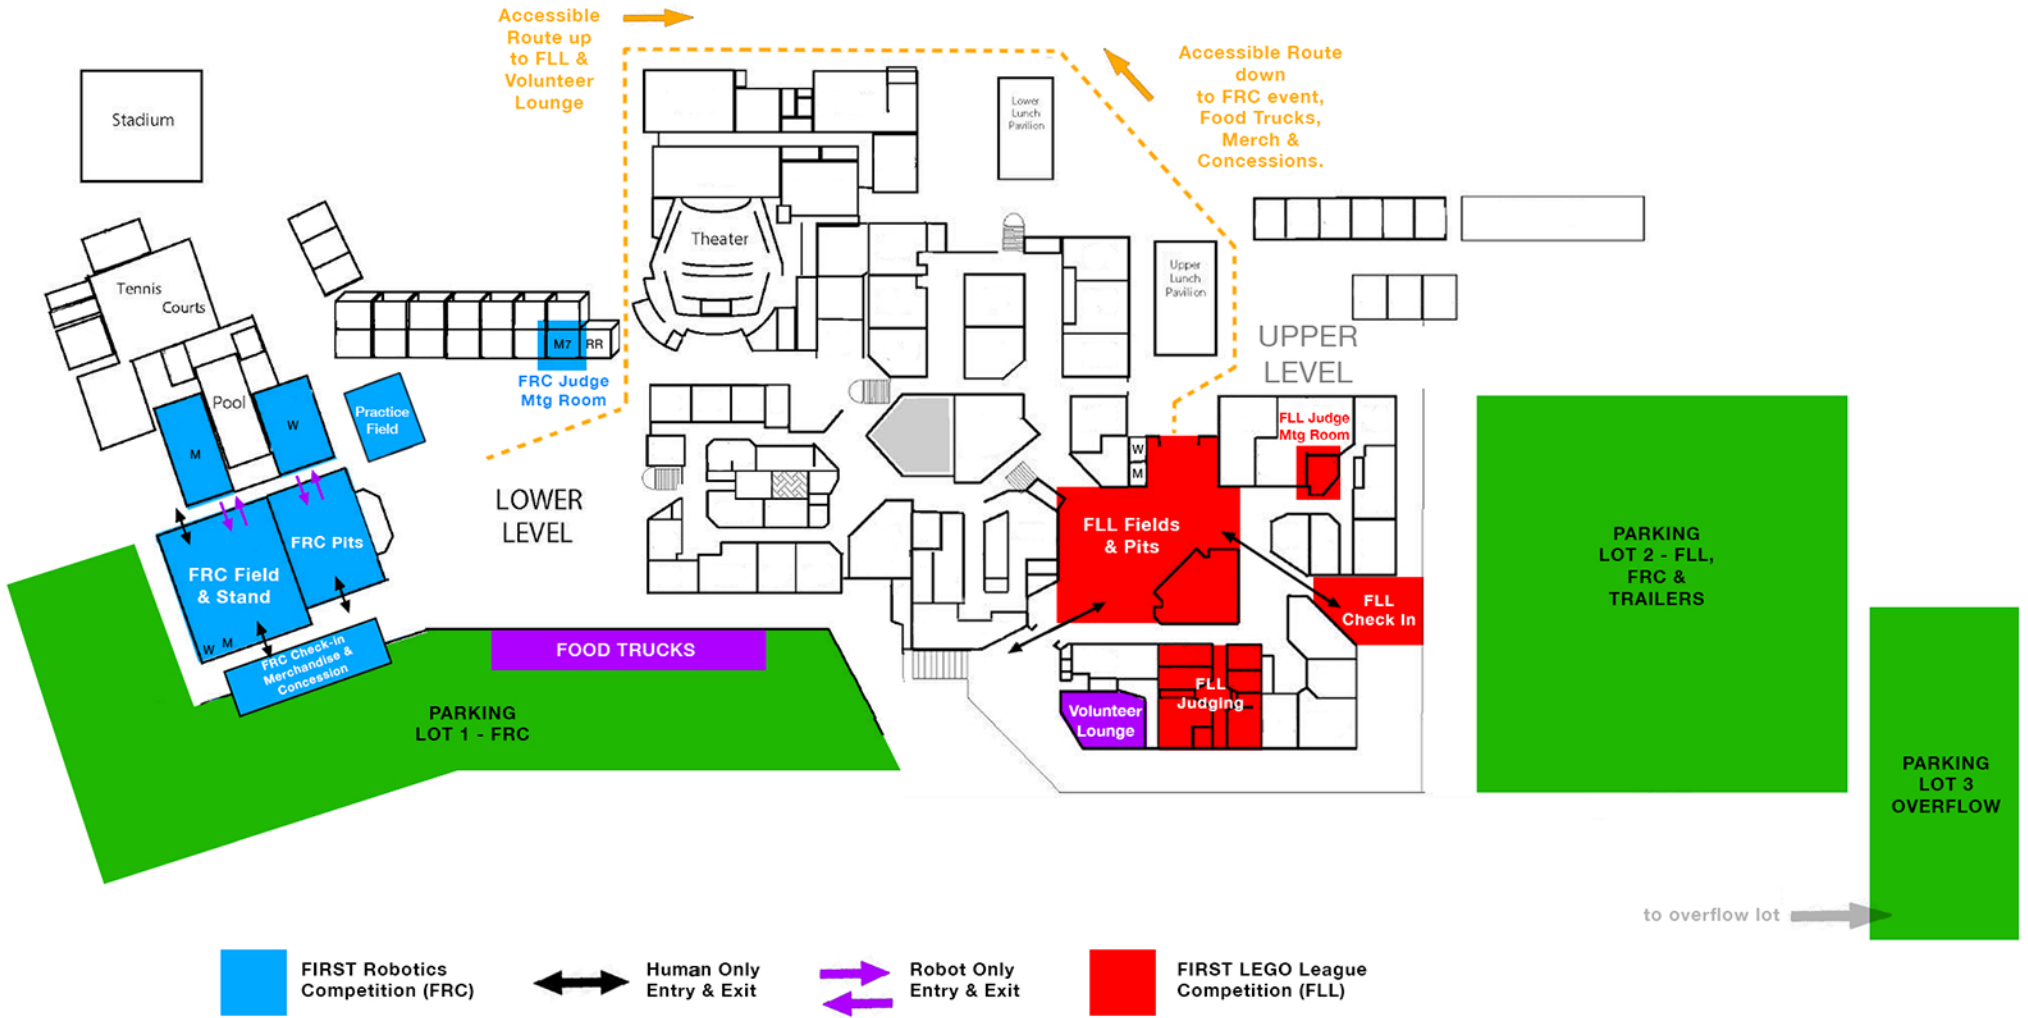 Accessible
Route up
to FLL &
Volunteer
Lounge
Accessible Route
down
to FRC event,
Food Trucks,
Merch &
Concessions.
Stadium
Lower
Lunch
Pavilion
Theater
Upper
Lunch
Pavilion
Tennis
Courts
UPPER
LEVEL
M7
RR
FRC Judge
Mtg Room
Pool
Practice
Field
W
M
FLL Judge
Mtg Room
W
M
LOWER
LEVEL
FRC Pits
FRC Field
& Stand
W
M
FRC Check-in
Merchandise &
Concession
FLL Fields
& Pits
FLL
Check In
PARKING
LOT 2 - FLL,
FRC &
TRAILERS
FOOD TRUCKS
PARKING
LOT 1 - FRC
Volunteer
Lounge
FLL
Judging
PARKING
LOT 3
OVERFLOW
to overflow lot
FIRST Robotics
Competition (FRC)
Human Only
Entry & Exit
Robot Only
Entry & Exit
FIRST LEGO League
Competition (FLL)